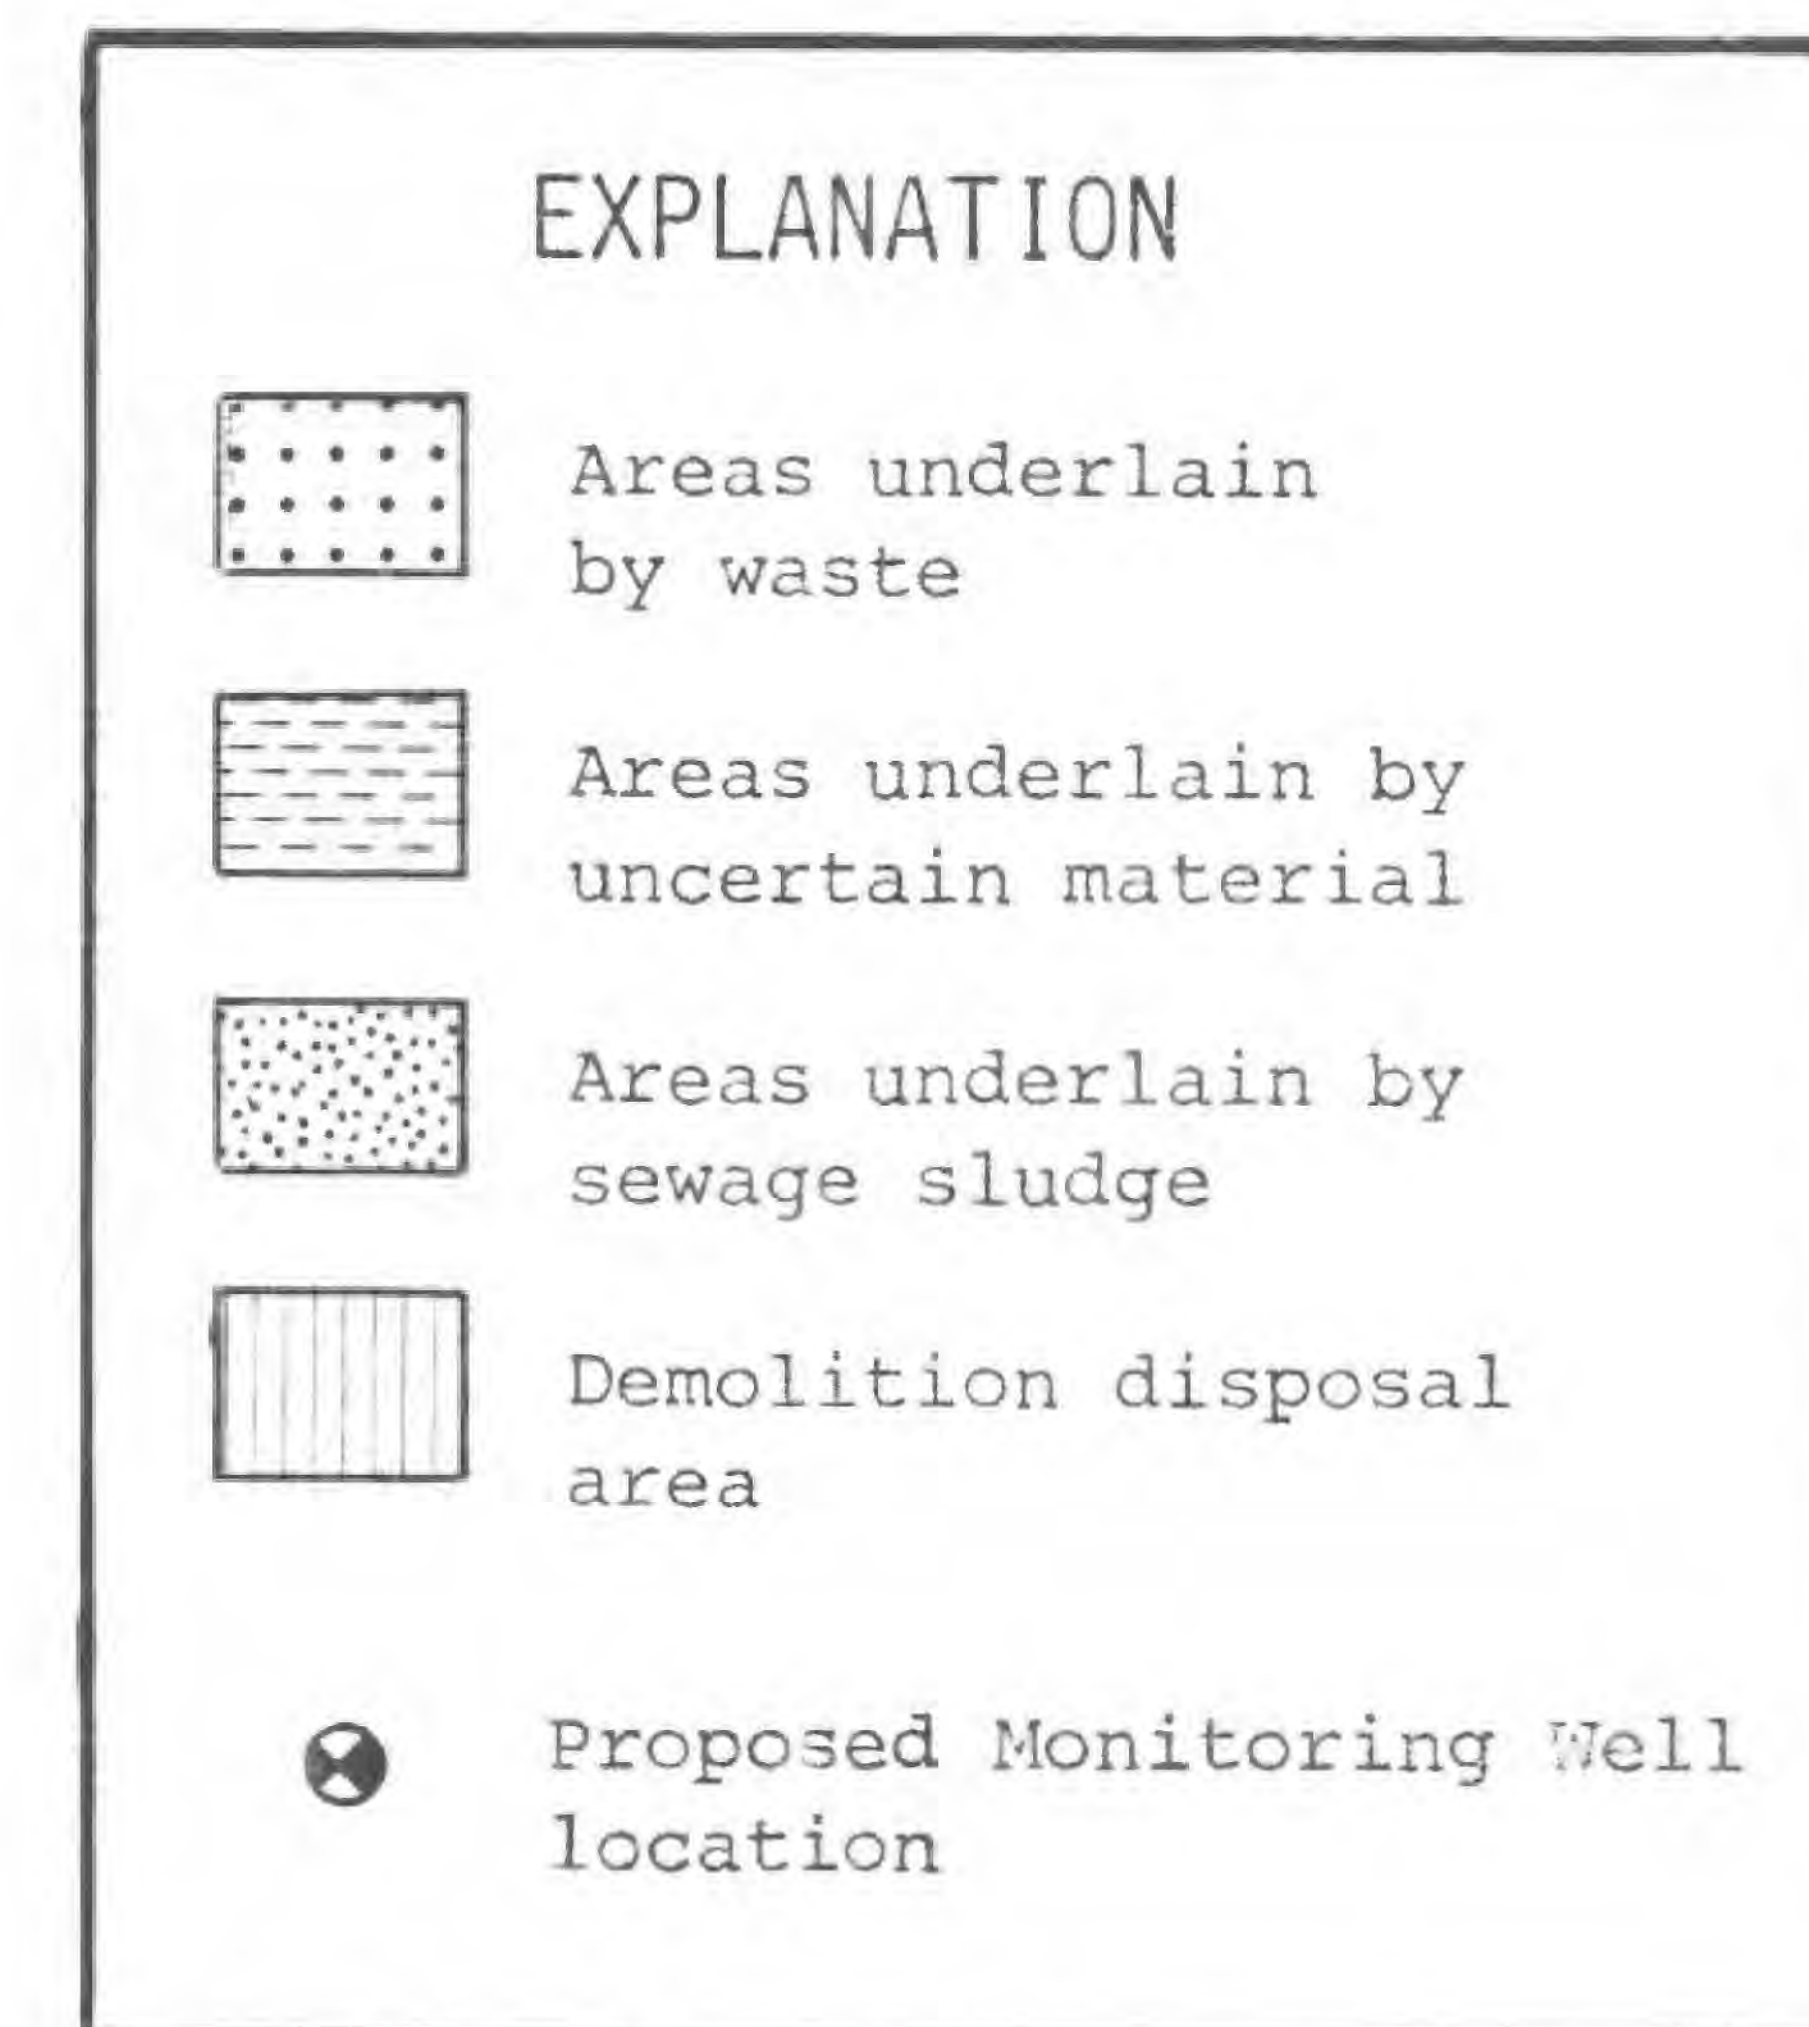 EXPLANATION
Areas underlain
by waste
Areas underlain by
uncertain material
Areas underlain by
sewage sludge
Demolition disposal
area
Proposed Monitoring Well
location